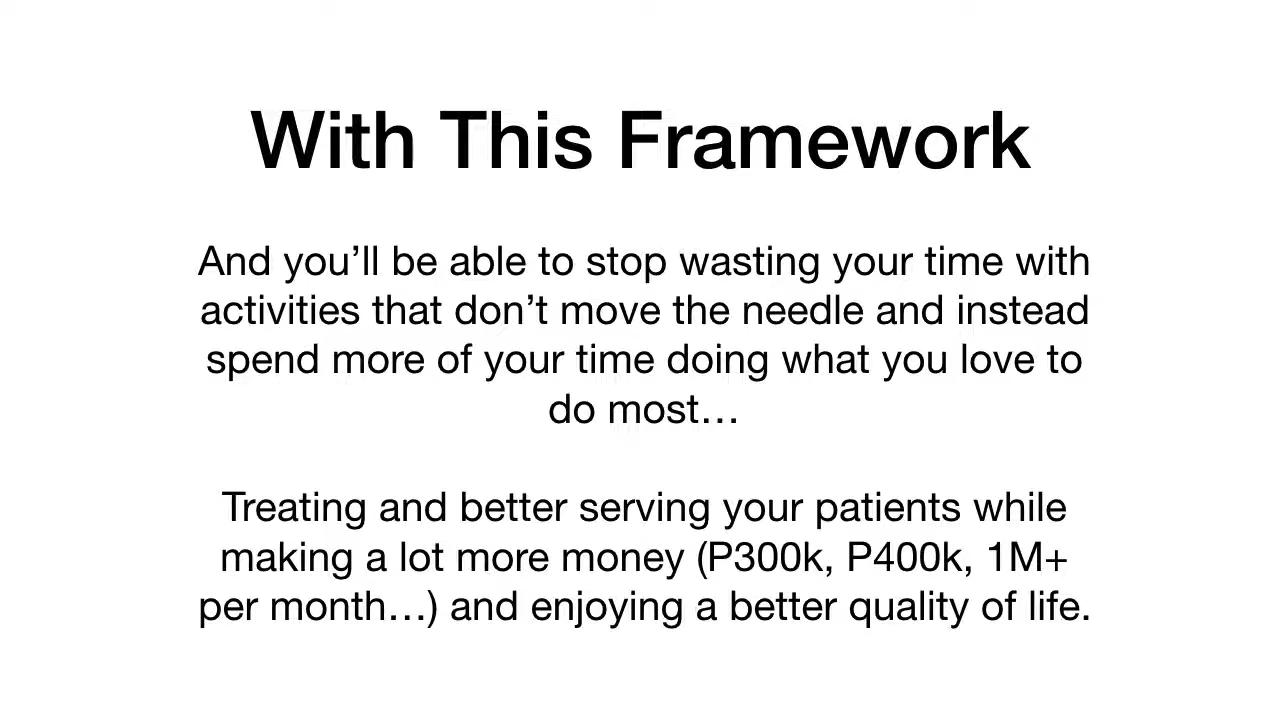 With This Framework
And you’ll be able to stop wasting your time with
activities that don’t move the needle and instead
spend more of your time doing what you love to
do most…
Treating and better serving your patients while
making a lot more money (P300k, P400k, 1M+
per month…) and enjoying a better quality of life.